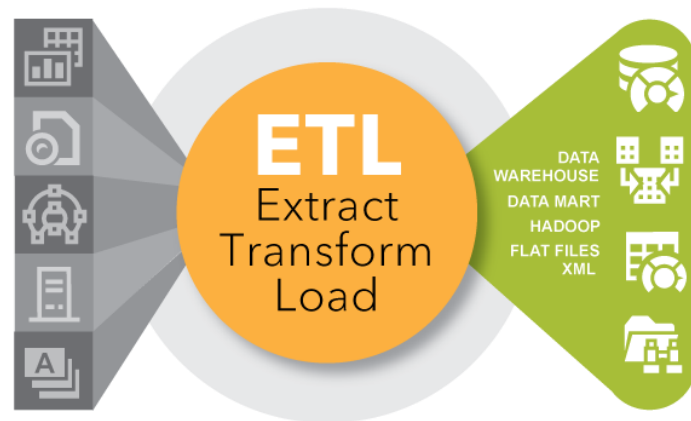 ETL
Extract
Transform
Load
DATA
WAREHOUSE
DATA MART
HADOOP
FLAT FILES
XML
A